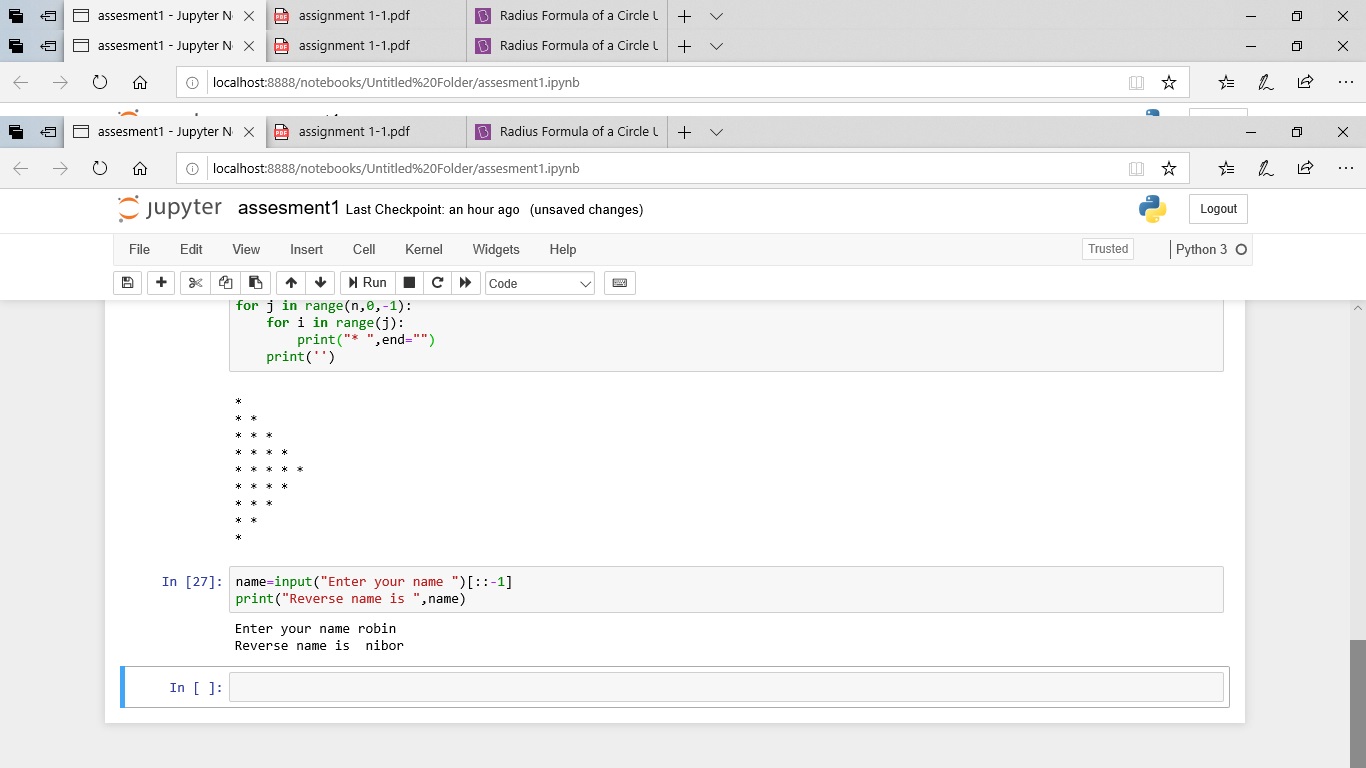 assesment1 - Jupyter N assignment 1-1.pdf Radius Formula of a Circle U
assesment1 - Jupyter N assignment 1-1.pdf Radius Formula of a Circle U
localhost:8888/notebooks/Untitled%20Folder/assesment1.ipynb
assesment1 - Jupyter N assignment 1-1.pdf Radius Formula of a Circle U
localhost:8888/notebooks/Untitled%20Folder/assesment1.ipynb
jupyter assesment1 Last Checkpoint: an hour ago (unsaved changes) Logout
File Edit View Insert Cell Kernel Widgets Help Trusted Python 3
Run Code
for j in range(n,0,-1):
    for i in range(j):
        print("* ",end="")
    print('')
*
* *
* * *
* * * *
* * * * *
* * * *
* * *
* *
*
In [27]: name=input("Enter your name ")[::-1]
print("Reverse name is ",name)
Enter your name robin
Reverse name is  nibor
In [ ]: